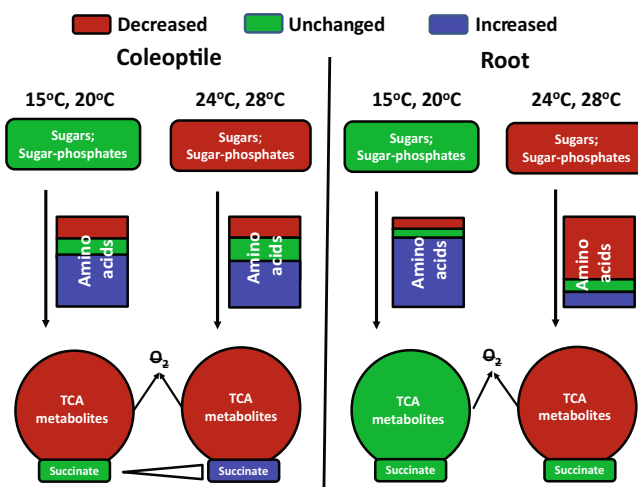 Decreased Unchanged Increased
Coleoptile Root
15°C, 20°C 24°C, 28°C 15°C, 20°C 24°C, 28°C
Sugars;
Sugar-phosphates
Sugars;
Sugar-phosphates
Sugars;
Sugar-phosphates
Sugars;
Sugar-phosphates
Amino
acids
Amino
acids
Amino
acids
Amino
acids
O₂
O₂
TCA
metabolites
TCA
metabolites
TCA
metabolites
TCA
metabolites
Succinate Succinate Succinate Succinate